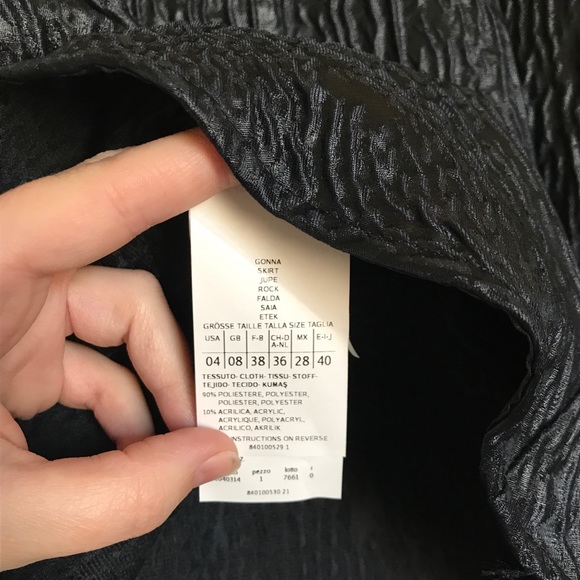 GONNA
SKIRT
JUPE
ROCK
FALDA
SAIA
ETEK
GRÖSSE TAILLE TALLA SIZE TAGLIA
USA GB F-B CH-D A-NL MX E-I-J
04 08 38 36 28 40
TESSUTO- CLOTH- TISSU- STOFF-
TEJIDO- TECIDO- KUMAŞ
90% POLIESTERE, POLYESTER,
POLIESTER, POLYESTER
10% ACRILICA, ACRYLIC,
ACRYLIQUE, POLYACRYL,
ACRILICO, AKRILIK
INSTRUCTIONS ON REVERSE
840100529 1
pezzo lotto
040314 1 7661 0
840100530 21